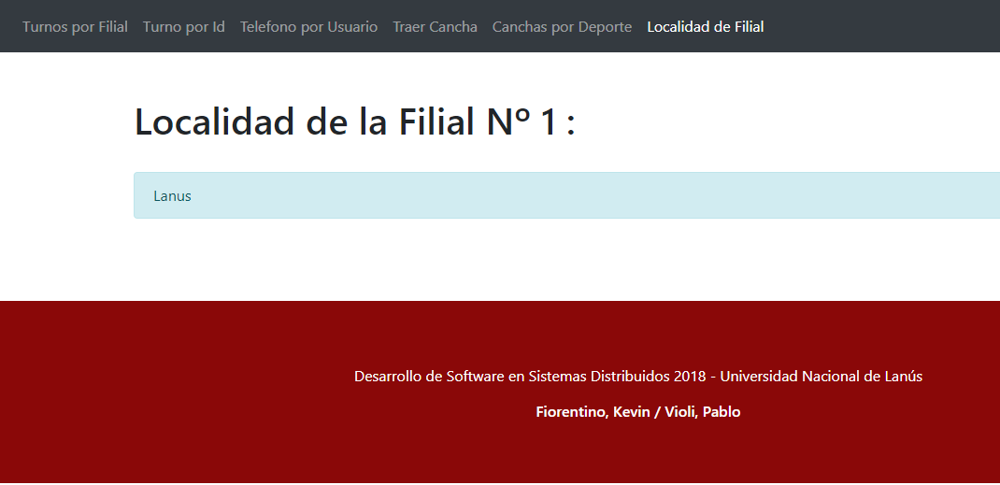 Turnos por Filial Turno por Id Telefono por Usuario Traer Cancha Canchas por Deporte Localidad de Filial
Localidad de la Filial Nº 1 :
Lanus
Desarrollo de Software en Sistemas Distribuidos 2018 - Universidad Nacional de Lanús
Fiorentino, Kevin / Violi, Pablo